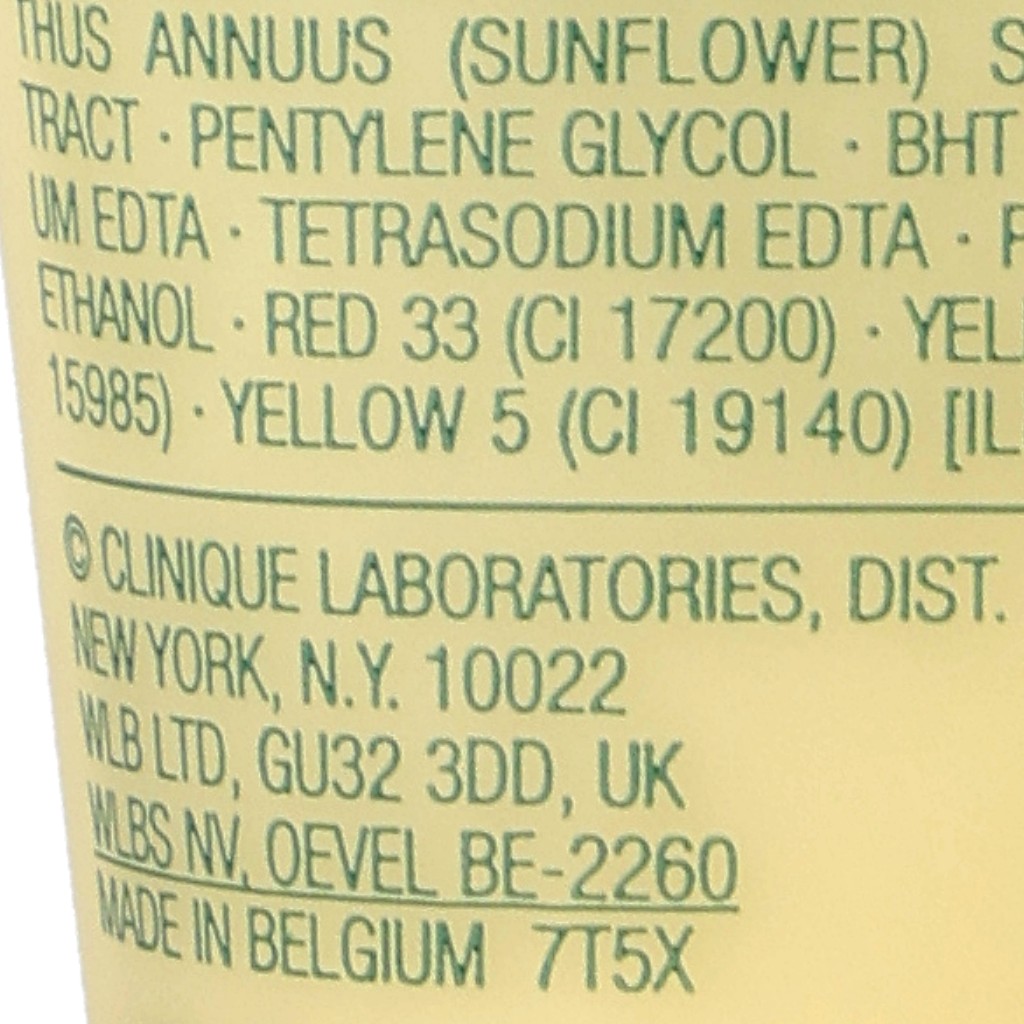 THUS ANNUUS (SUNFLOWER) S
TRACT · PENTYLENE GLYCOL · BHT
UM EDTA · TETRASODIUM EDTA · P
ETHANOL · RED 33 (CI 17200) · YEL
15985) · YELLOW 5 (CI 19140) [IL
© CLINIQUE LABORATORIES, DIST.
NEW YORK, N.Y. 10022
WLB LTD, GU32 3DD, UK
WLBS NV, OEVEL BE-2260
MADE IN BELGIUM 7T5X